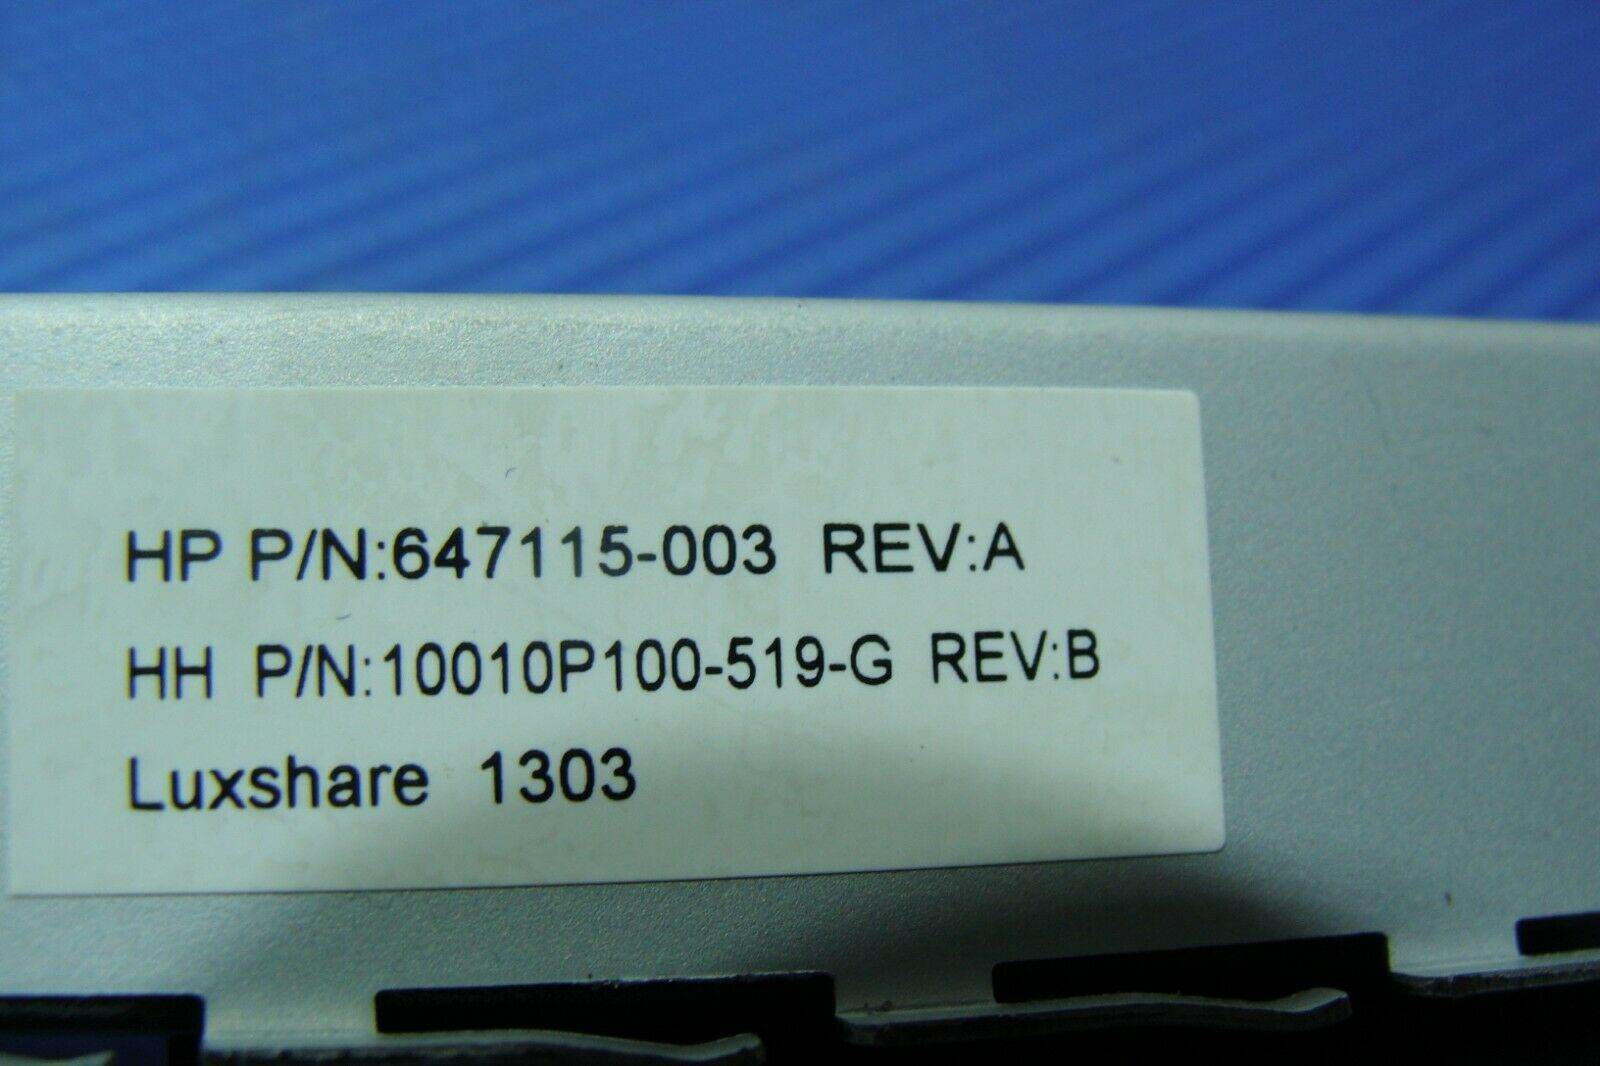 HP P/N:647115-003 REV:A
HH P/N:10010P100-519-G REV:B
Luxshare 1303